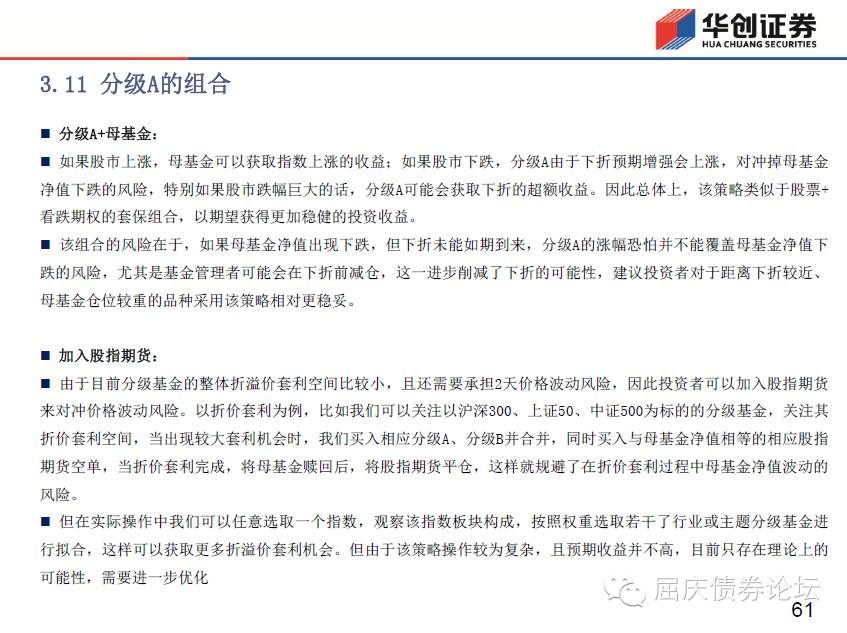 华创证券
HUA CHUANG SECURITIES
3.11 分级A的组合
■ 分级A+母基金:
■ 如果股市上涨，母基金可以获取指数上涨的收益；如果股市下跌，分级A由于下折预期增强会上涨，对冲掉母基金
净值下跌的风险，特别如果股市跌幅巨大的话，分级A可能会获取下折的超额收益。因此总体上，该策略类似于股票+
看跌期权的套保组合，以期望获得更加稳健的投资收益。
■ 该组合的风险在于，如果母基金净值出现下跌，但下折未能如期到来，分级A的涨幅恐怕并不能覆盖母基金净值下
跌的风险，尤其是基金管理者可能会在下折前减仓，这一进步削减了下折的可能性，建议投资者对于距离下折较近、
母基金仓位较重的品种采用该策略相对更稳妥。
■ 加入股指期货:
■ 由于目前分级基金的整体折溢价套利空间比较小，且还需要承担2天价格波动风险，因此投资者可以加入股指期货
来对冲价格波动风险。以折价套利为例，比如我们可以关注以沪深300、上证50、中证500为标的的分级基金，关注其
折价套利空间，当出现较大套利机会时，我们买入相应分级A、分级B并合并，同时买入与母基金净值相等的相应股指
期货空单，当折价套利完成，将母基金赎回后，将股指期货平仓，这样就规避了在折价套利过程中母基金净值波动的
风险。
■ 但在实际操作中我们可以任意选取一个指数，观察该指数板块构成，按照权重选取若干了行业或主题分级基金进
行拟合，这样可以获取更多折溢价套利机会。但由于该策略操作较为复杂，且预期收益并不高，目前只存在理论上的
可能性，需要进一步优化
屈庆债券论坛
61